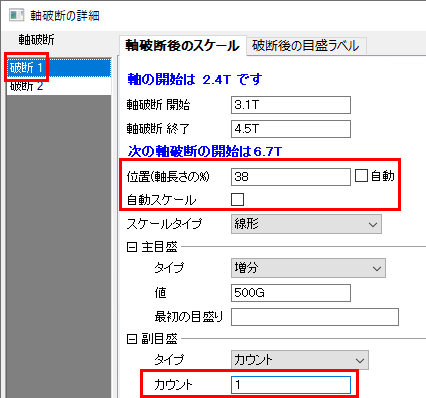 軸破断の詳細
軸破断
破断 1
破断 2
軸破断後のスケール
破断後の目盛ラベル
軸の開始は 2.4T です
軸破断 開始 3.1T
軸破断 終了 4.5T
次の軸破断の開始は6.7T
位置(軸長さの%) 38 自動
自動スケール
スケールタイプ 線形
主目盛
タイプ 増分
値 500G
最初の目盛り
副目盛
タイプ カウント
カウント 1